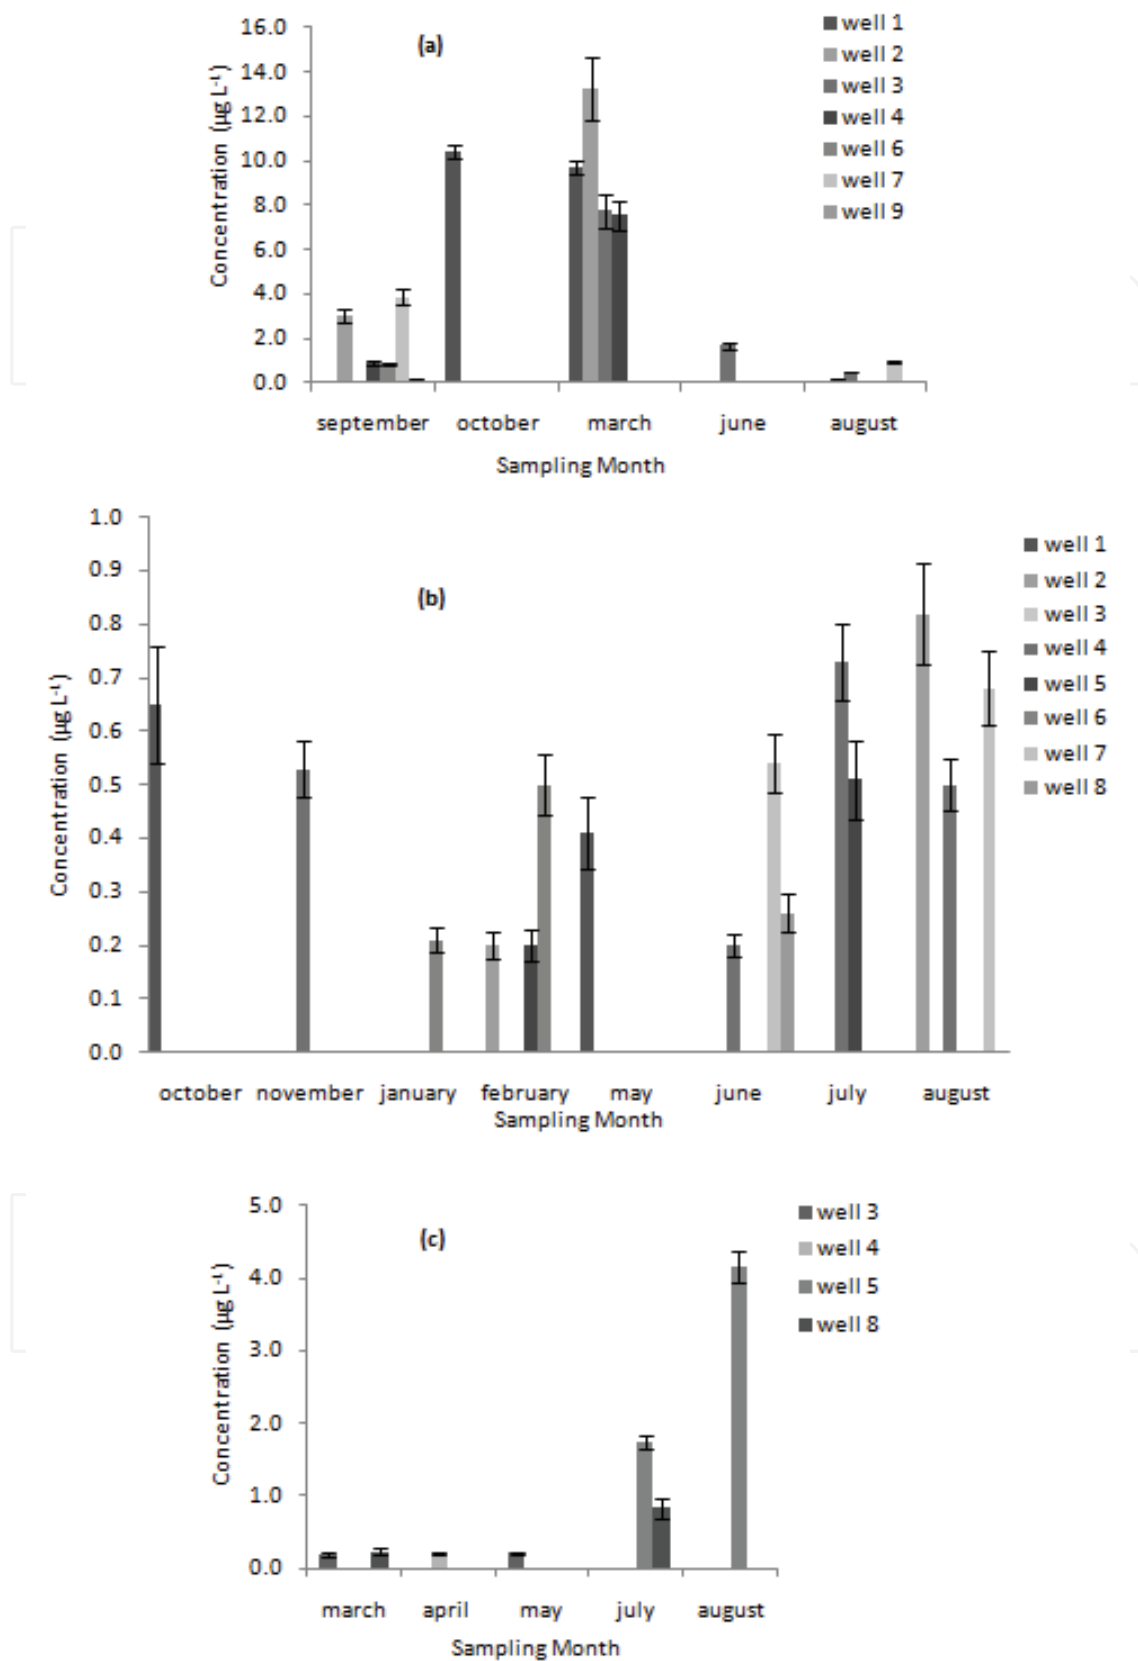 (a)
16.0
14.0
12.0
10.0
8.0
6.0
4.0
2.0
0.0
Concentration (µg L⁻¹)
september october march june august
Sampling Month
well 1
well 2
well 3
well 4
well 6
well 7
well 9
(b)
1.0
0.9
0.8
0.7
0.6
0.5
0.4
0.3
0.2
0.1
0.0
Concentration (µg L⁻¹)
october november january february may june july august
Sampling Month
well 1
well 2
well 3
well 4
well 5
well 6
well 7
well 8
(c)
5.0
4.0
3.0
2.0
1.0
0.0
Concentration (µg L⁻¹)
march april may july august
Sampling Month
well 3
well 4
well 5
well 8